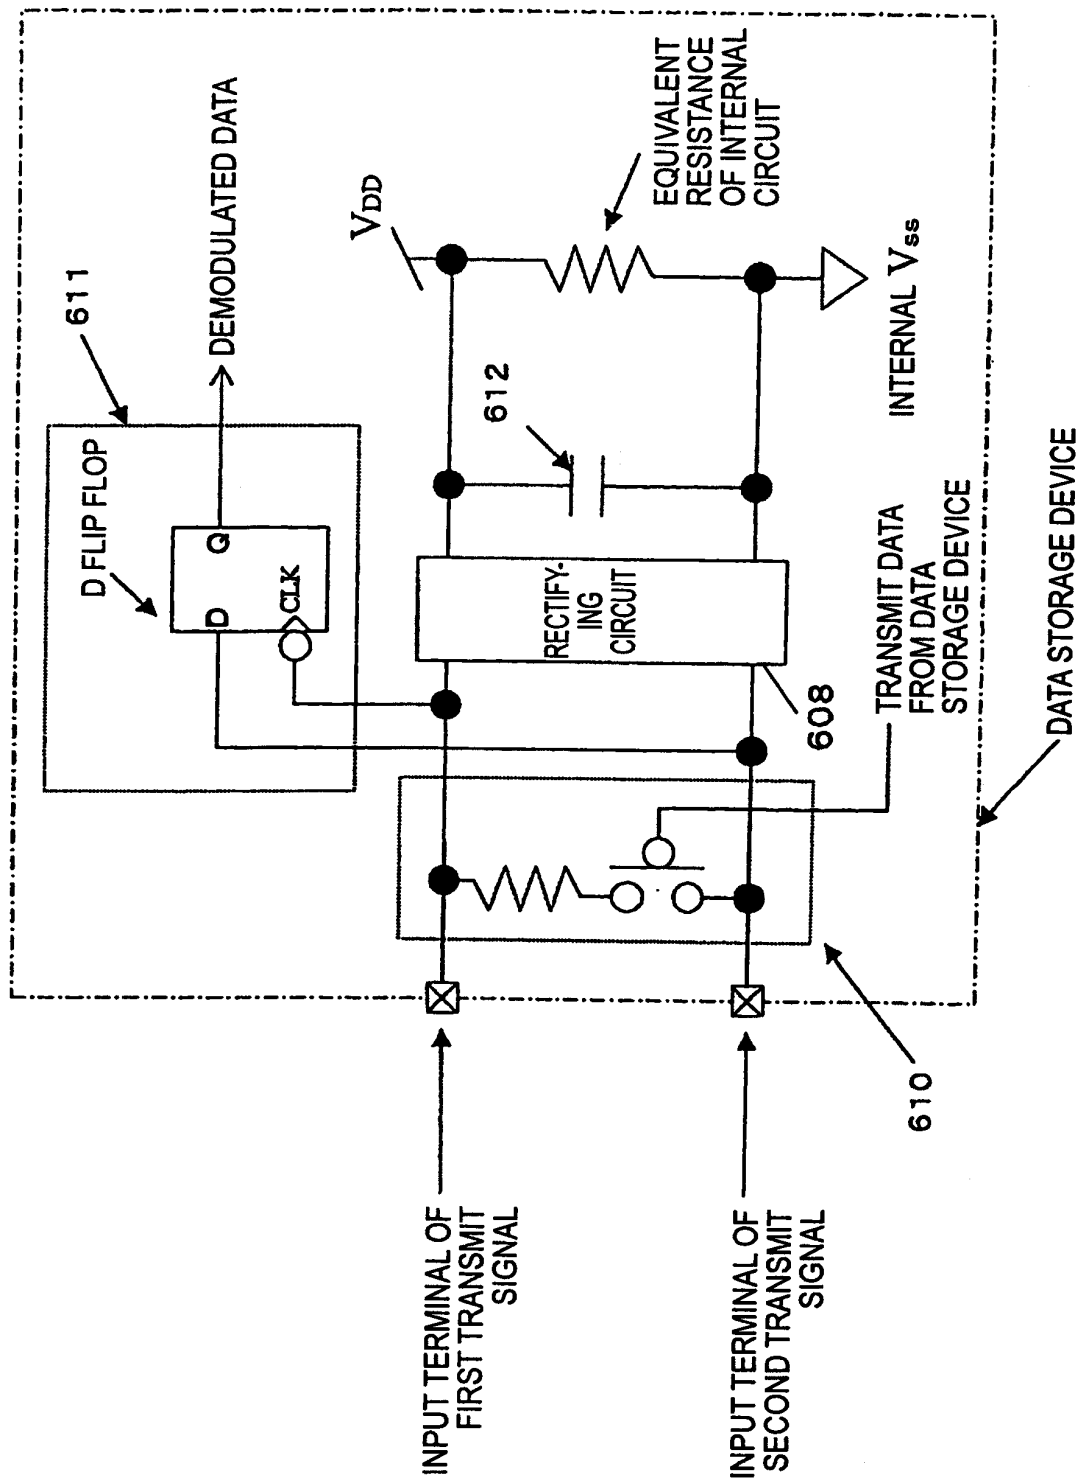 611
D FLIP FLOP
D
Q
CLK
DEMODULATED DATA
VDD
612
RECTIFY-
ING
CIRCUIT
608
EQUIVALENT
RESISTANCE
OF INTERNAL
CIRCUIT
INTERNAL Vss
TRANSMIT DATA
FROM DATA
STORAGE DEVICE
DATA STORAGE DEVICE
610
INPUT TERMINAL OF
FIRST TRANSMIT
SIGNAL
INPUT TERMINAL OF
SECOND TRANSMIT
SIGNAL